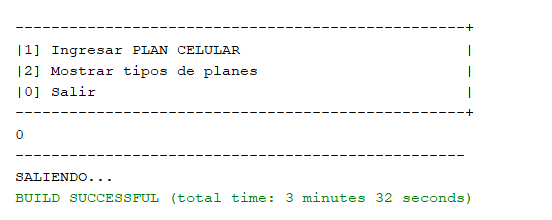 --------------------------------------------------+
|1] Ingresar PLAN CELULAR                         |
|2] Mostrar tipos de planes                       |
|0] Salir                                         |
--------------------------------------------------+
0
--------------------------------------------------
SALIENDO...
BUILD SUCCESSFUL (total time: 3 minutes 32 seconds)